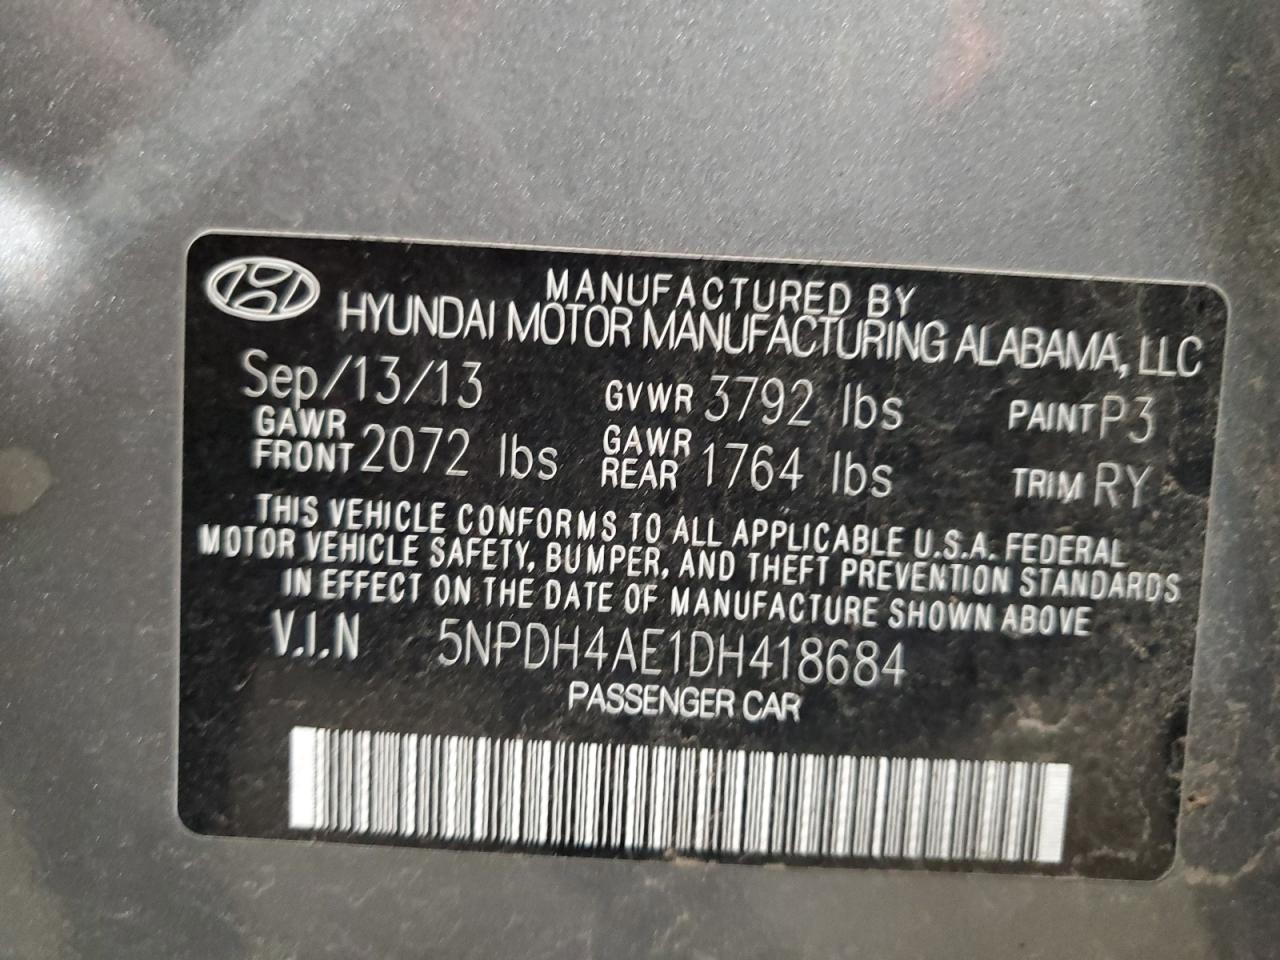 MANUFACTURED BY
HYUNDAI MOTOR MANUFACTURING ALABAMA, LLC
Sep/13/13 GVWR 3792 lbs PAINT P3
GAWR FRONT 2072 lbs GAWR REAR 1764 lbs TRIM RY
THIS VEHICLE CONFORMS TO ALL APPLICABLE U.S.A. FEDERAL
MOTOR VEHICLE SAFETY, BUMPER, AND THEFT PREVENTION STANDARDS
IN EFFECT ON THE DATE OF MANUFACTURE SHOWN ABOVE
V.I.N 5NPDH4AE1DH418684
PASSENGER CAR